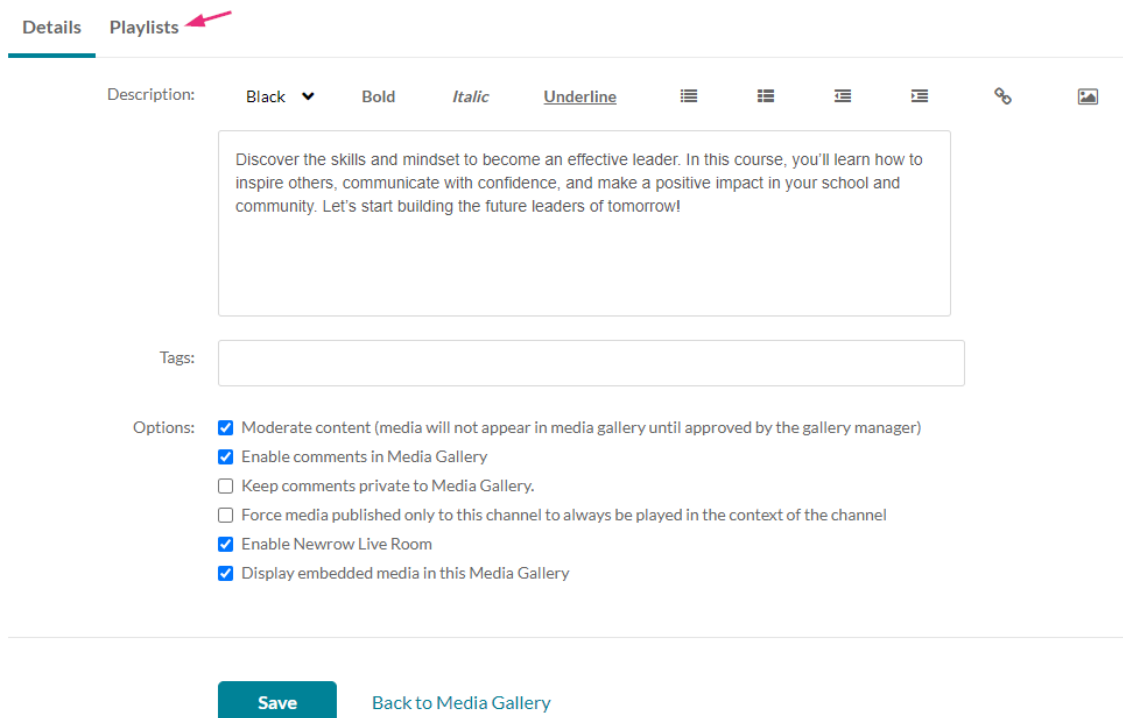 Details Playlists
Description: Black Bold Italic Underline
Discover the skills and mindset to become an effective leader. In this course, you’ll learn how to
inspire others, communicate with confidence, and make a positive impact in your school and
community. Let’s start building the future leaders of tomorrow!
Tags:
Options: Moderate content (media will not appear in media gallery until approved by the gallery manager)
Enable comments in Media Gallery
Keep comments private to Media Gallery.
Force media published only to this channel to always be played in the context of the channel
Enable Newrow Live Room
Display embedded media in this Media Gallery
Save Back to Media Gallery